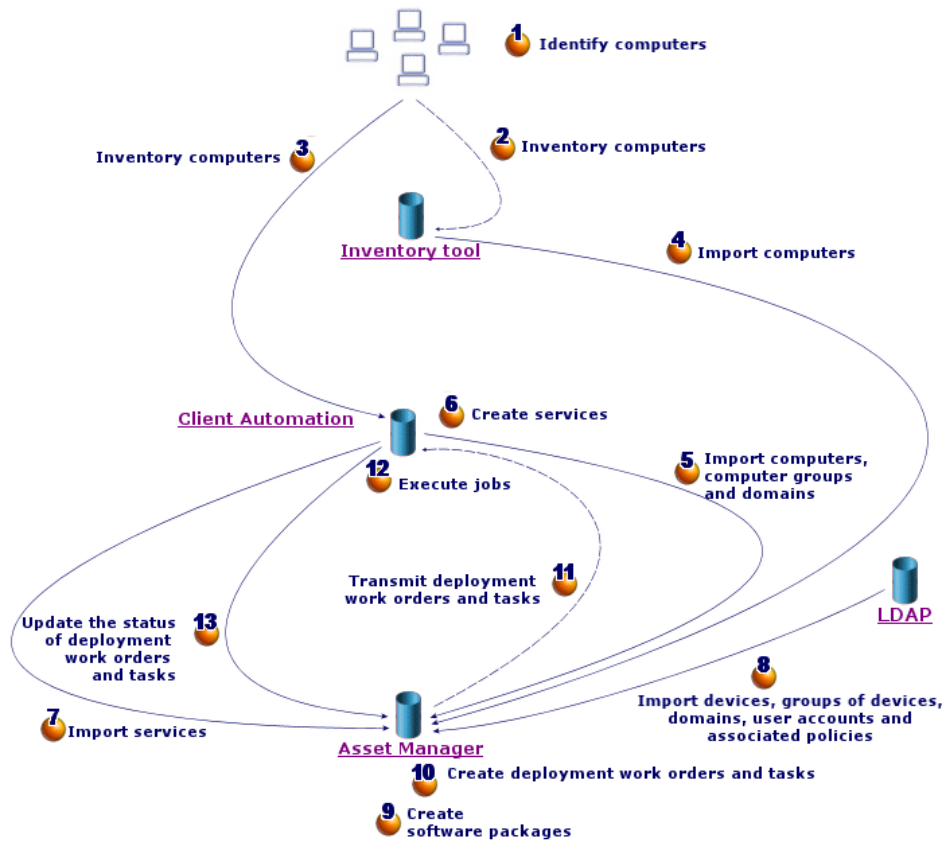 1 Identify computers
2 Inventory computers
3 Inventory computers
Inventory tool
4 Import computers
Client Automation
6 Create services
5 Import computers,
computer groups
and domains
12 Execute jobs
11 Transmit deployment
work orders and tasks
LDAP
13 Update the status
of deployment
work orders
and tasks
8 Import devices, groups of devices,
domains, user accounts and
associated policies
7 Import services
Asset Manager
10 Create deployment work orders and tasks
9 Create
software packages